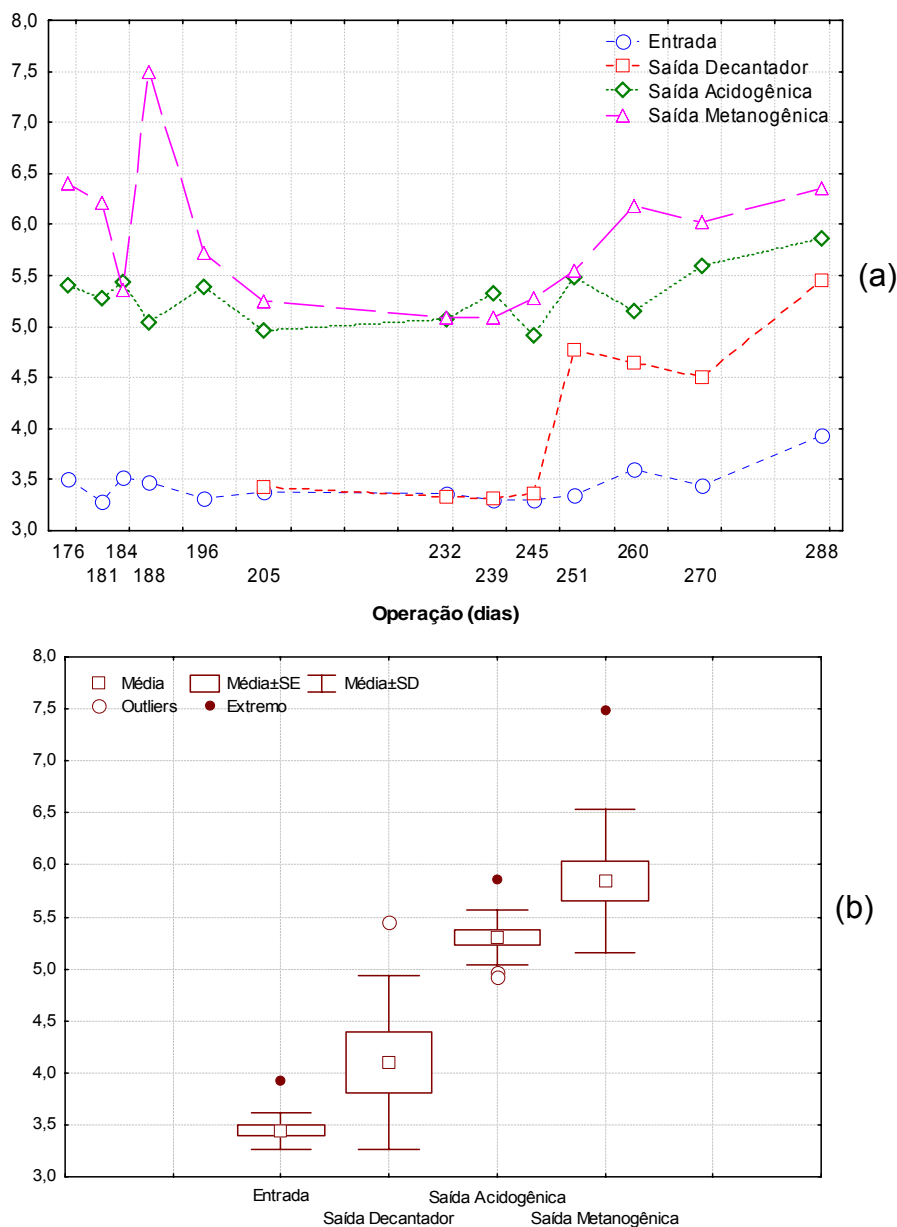 8,0
7,5
7,0
6,5
6,0
5,5
5,0
4,5
4,0
3,5
3,0
Entrada
Saída Decantador
Saída Acidogênica
Saída Metanogênica
(a)
176 184 196 232 245 260 288
181 188 205 239 251 270
Operação (dias)
8,0
7,5
7,0
6,5
6,0
5,5
5,0
4,5
4,0
3,5
3,0
Média Média±SE Média±SD
Outliers Extremo
(b)
Entrada Saída Acidogênica
Saída Decantador Saída Metanogênica